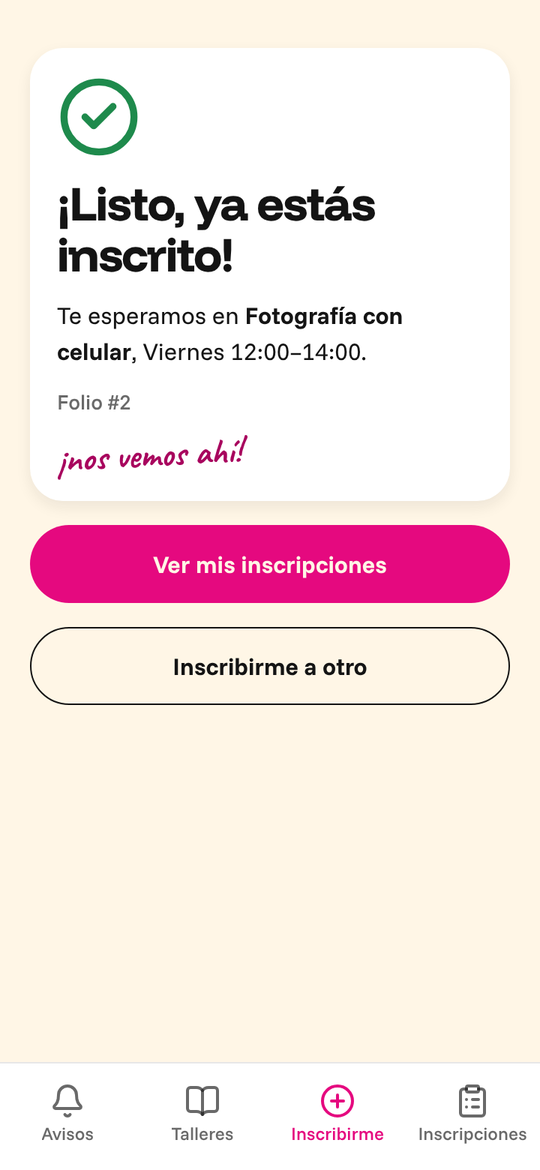 ¡Listo, ya estás
inscrito!
Te esperamos en Fotografía con
celular, Viernes 12:00–14:00.
Folio #2
¡nos vemos ahí!
Ver mis inscripciones
Inscribirme a otro
Avisos
Talleres
Inscribirme
Inscripciones